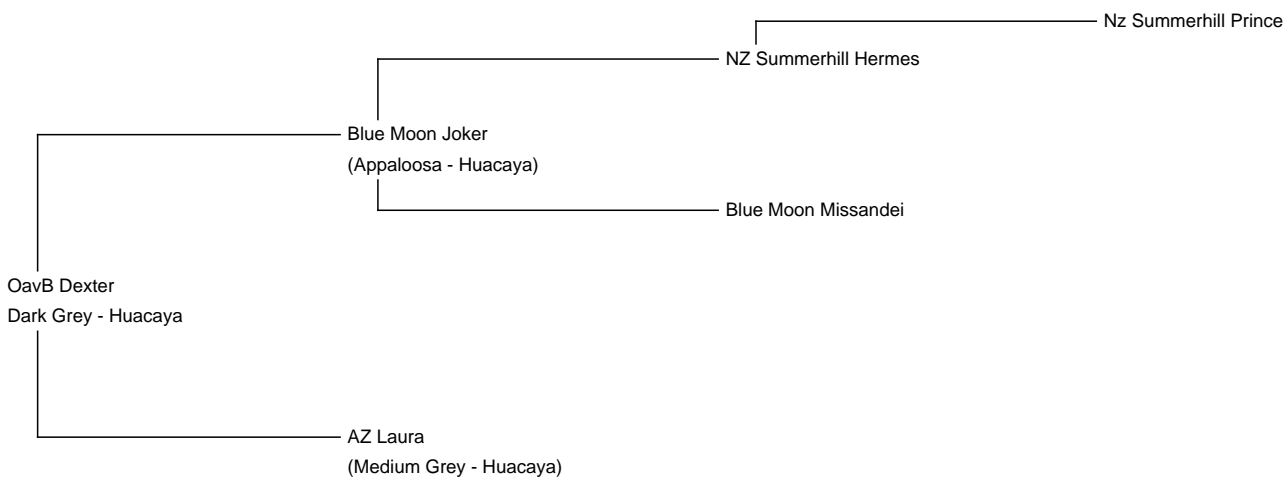 Nz Summerhill Prince
NZ Summerhill Hermes
Blue Moon Joker
(Appaloosa - Huacaya)
Blue Moon Missandei
OavB Dexter
Dark Grey - Huacaya
AZ Laura
(Medium Grey - Huacaya)